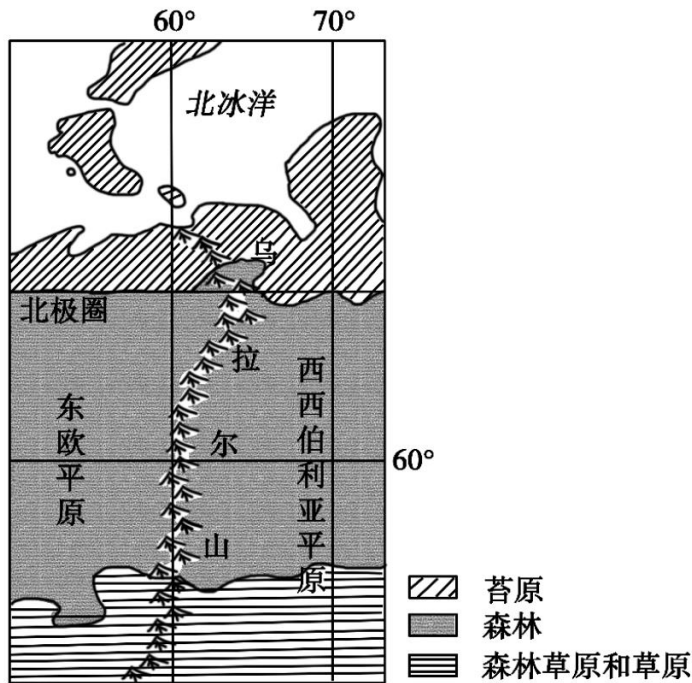 60° 70°
北冰洋
乌
北极圈
拉
尔
山
东欧平原
西西伯利亚平原
60°
苔原
森林
森林草原和草原